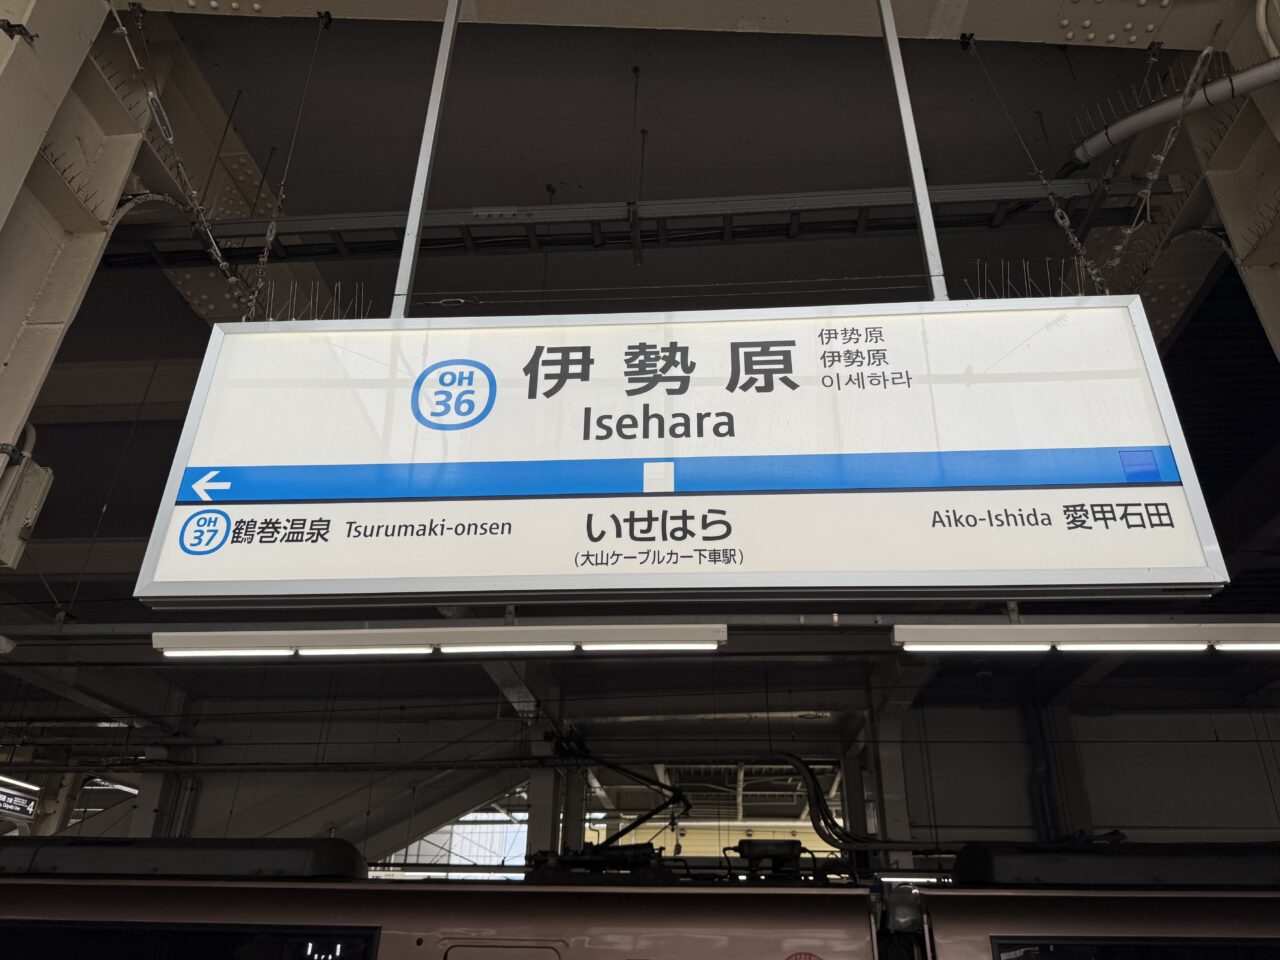 OH
36
伊勢原
Isehara
伊势原
伊勢原
이세하라
OH
37
鶴巻温泉 Tsurumaki-onsen
いせはら
(大山ケーブルカー下車駅)
Aiko-Ishida 愛甲石田
4